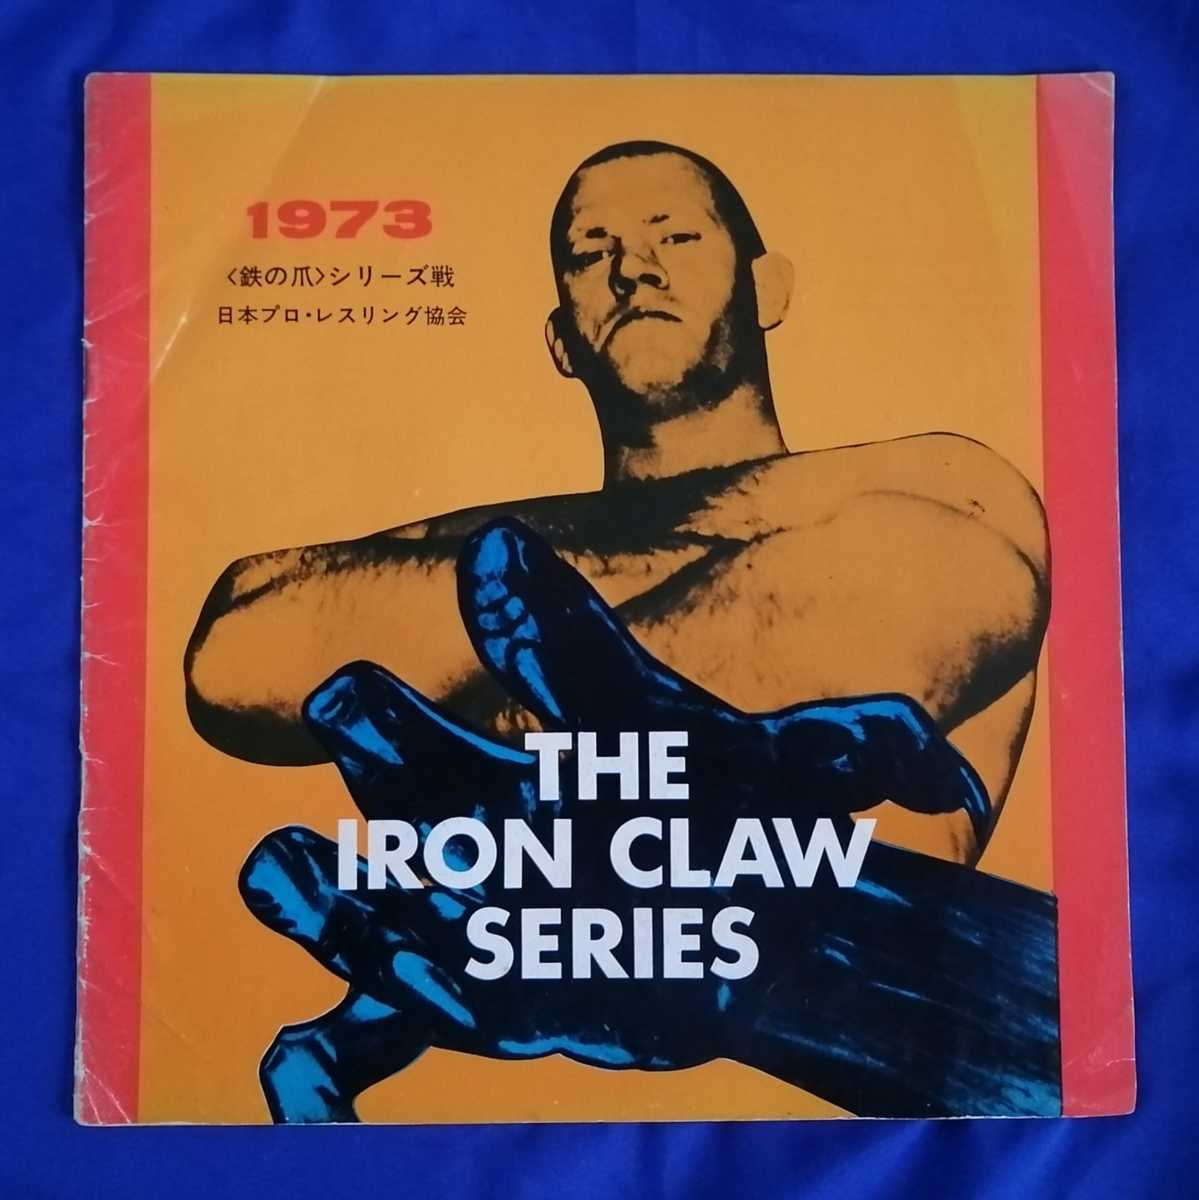 1973
〈鉄の爪〉シリーズ戦
日本プロ・レスリング協会
THE
IRON CLAW
SERIES